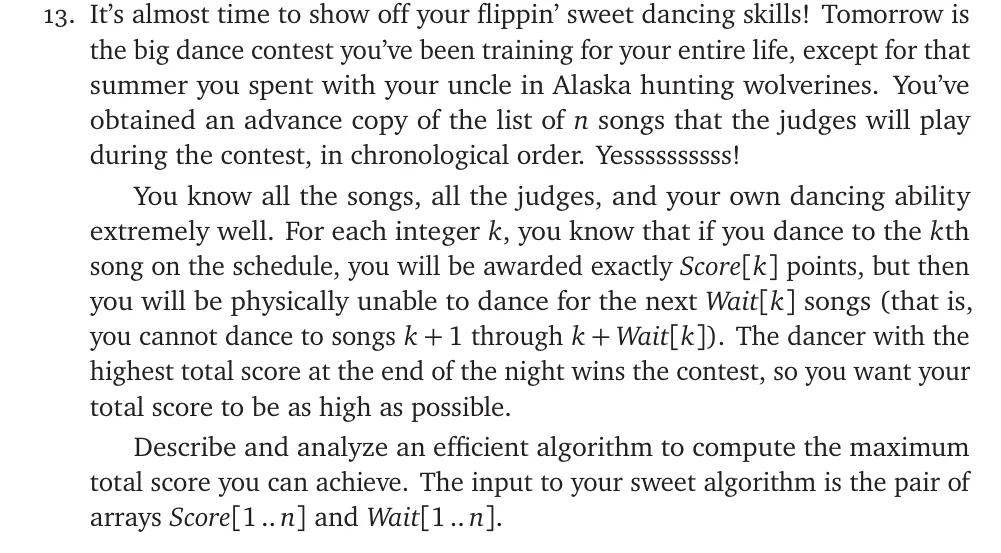 13. It’s almost time to show off your flippin’ sweet dancing skills! Tomorrow is
the big dance contest you’ve been training for your entire life, except for that
summer you spent with your uncle in Alaska hunting wolverines. You’ve
obtained an advance copy of the list of n songs that the judges will play
during the contest, in chronological order. Yessssssssss!
You know all the songs, all the judges, and your own dancing ability
extremely well. For each integer k, you know that if you dance to the kth
song on the schedule, you will be awarded exactly Score[k] points, but then
you will be physically unable to dance for the next Wait[k] songs (that is,
you cannot dance to songs k + 1 through k + Wait[k]). The dancer with the
highest total score at the end of the night wins the contest, so you want your
total score to be as high as possible.
Describe and analyze an efficient algorithm to compute the maximum
total score you can achieve. The input to your sweet algorithm is the pair of
arrays Score[1 .. n] and Wait[1 .. n].